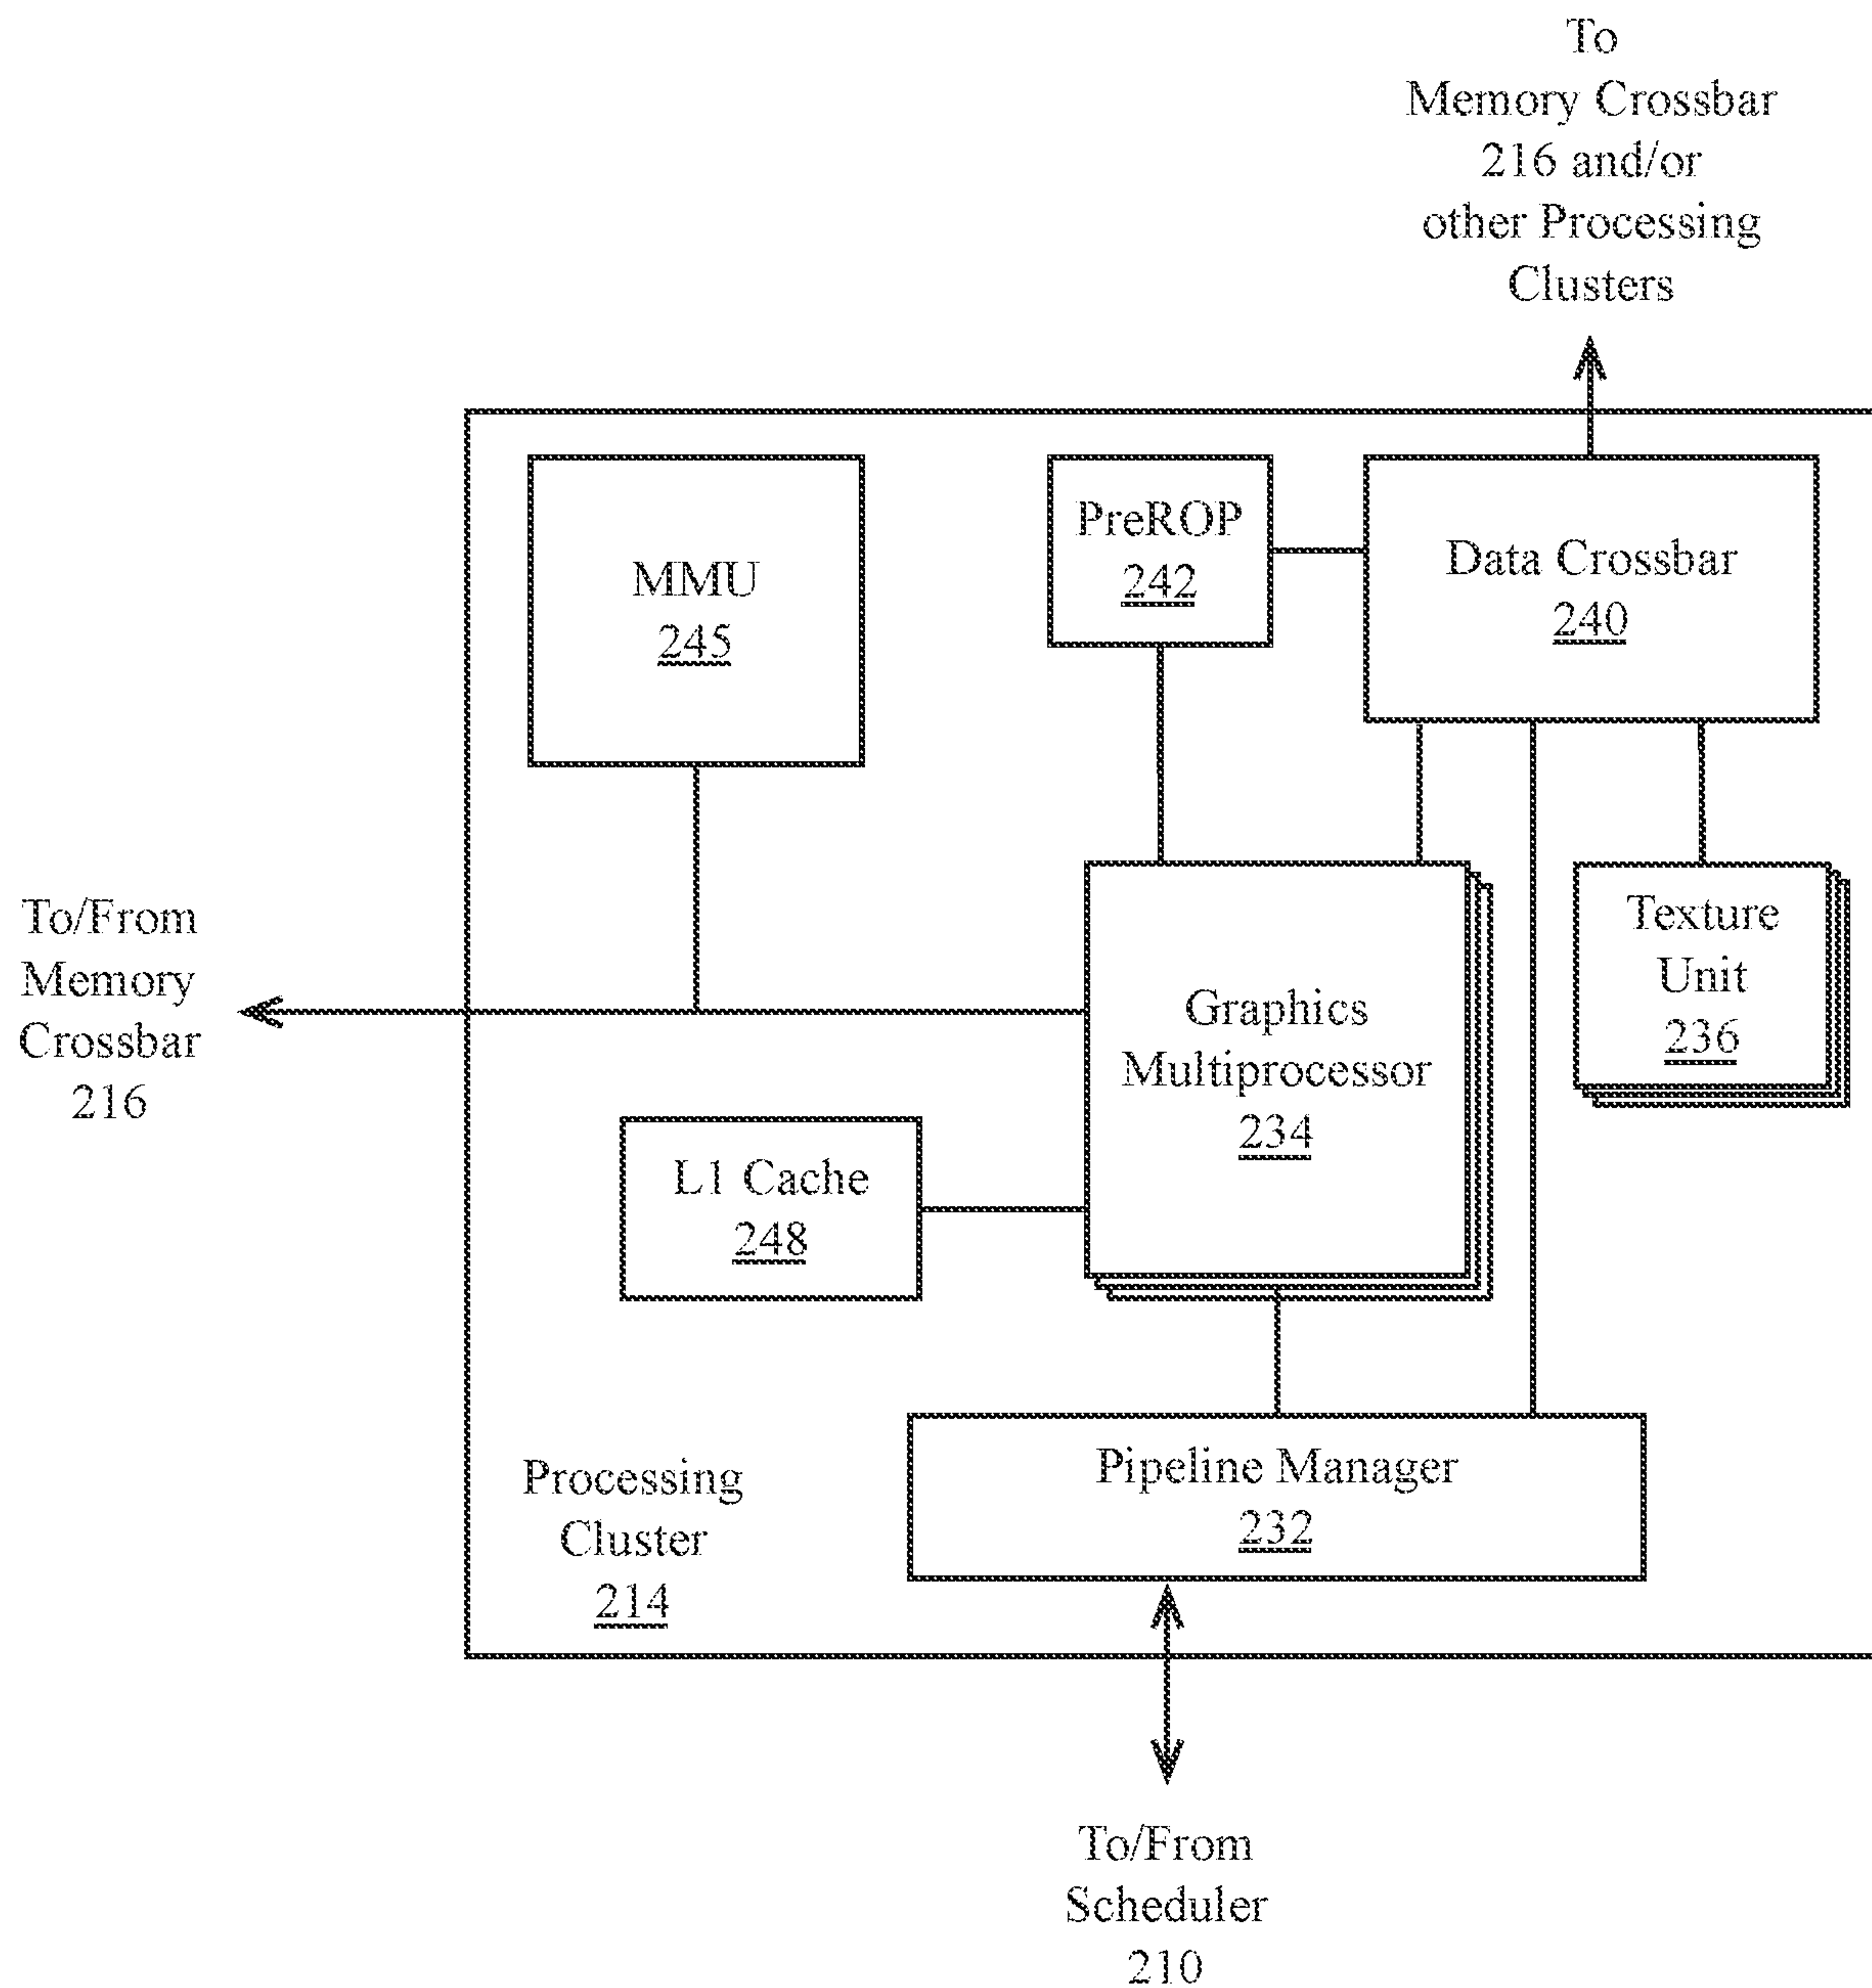 To
Memory Crossbar
216 and/or
other Processing
Clusters
MMU
245
PreROP
242
Data Crossbar
240
To/From
Memory
Crossbar
216
Graphics
Multiprocessor
234
Texture
Unit
236
L1 Cache
248
Processing
Cluster
214
Pipeline Manager
232
To/From
Scheduler
210